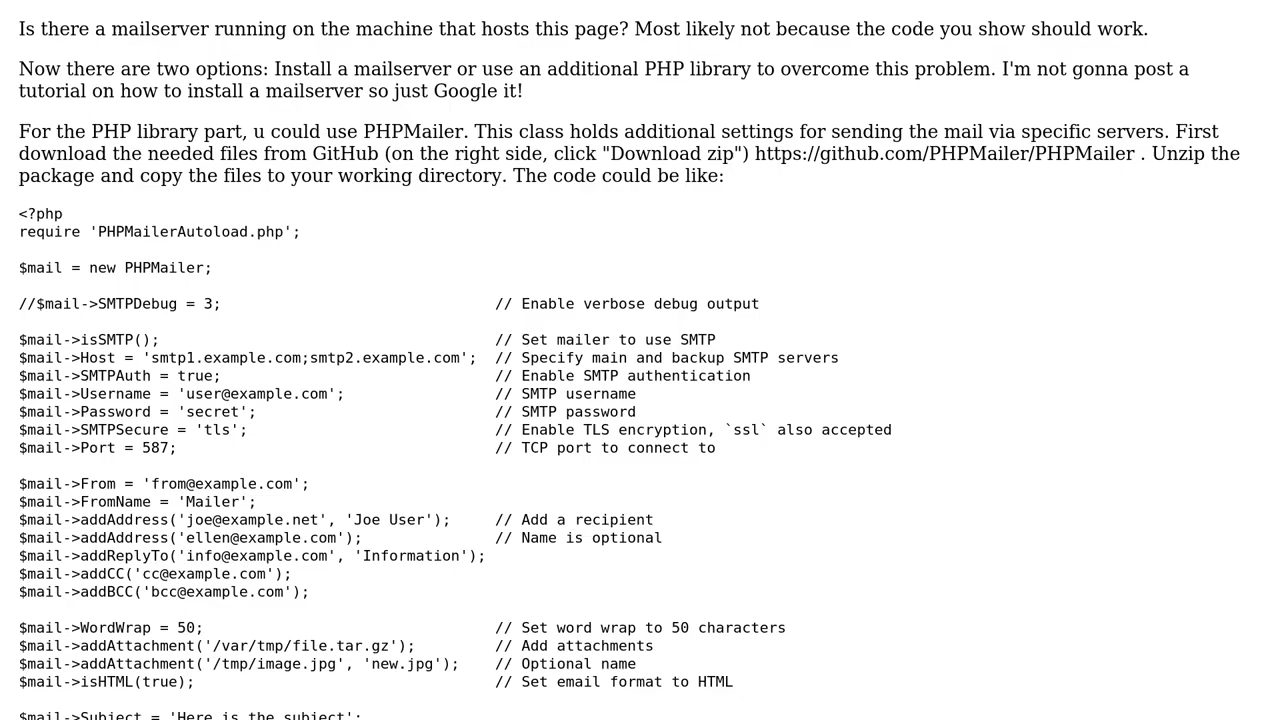 Is there a mailserver running on the machine that hosts this page? Most likely not because the code you show should work.
Now there are two options: Install a mailserver or use an additional PHP library to overcome this problem. I'm not gonna post a
tutorial on how to install a mailserver so just Google it!
For the PHP library part, u could use PHPMailer. This class holds additional settings for sending the mail via specific servers. First
download the needed files from GitHub (on the right side, click "Download zip") https://github.com/PHPMailer/PHPMailer . Unzip the
package and copy the files to your working directory. The code could be like:
<?php
require 'PHPMailerAutoload.php';
$mail = new PHPMailer;
//$mail->SMTPDebug = 3;                               // Enable verbose debug output
$mail->isSMTP();                                      // Set mailer to use SMTP
$mail->Host = 'smtp1.example.com;smtp2.example.com';  // Specify main and backup SMTP servers
$mail->SMTPAuth = true;                               // Enable SMTP authentication
$mail->Username = 'user@example.com';                 // SMTP username
$mail->Password = 'secret';                           // SMTP password
$mail->SMTPSecure = 'tls';                            // Enable TLS encryption, `ssl` also accepted
$mail->Port = 587;                                    // TCP port to connect to
$mail->From = 'from@example.com';
$mail->FromName = 'Mailer';
$mail->addAddress('joe@example.net', 'Joe User');     // Add a recipient
$mail->addAddress('ellen@example.com');               // Name is optional
$mail->addReplyTo('info@example.com', 'Information');
$mail->addCC('cc@example.com');
$mail->addBCC('bcc@example.com');
$mail->WordWrap = 50;                                 // Set word wrap to 50 characters
$mail->addAttachment('/var/tmp/file.tar.gz');         // Add attachments
$mail->addAttachment('/tmp/image.jpg', 'new.jpg');    // Optional name
$mail->isHTML(true);                                  // Set email format to HTML
$mail->Subject = 'Here is the subject';